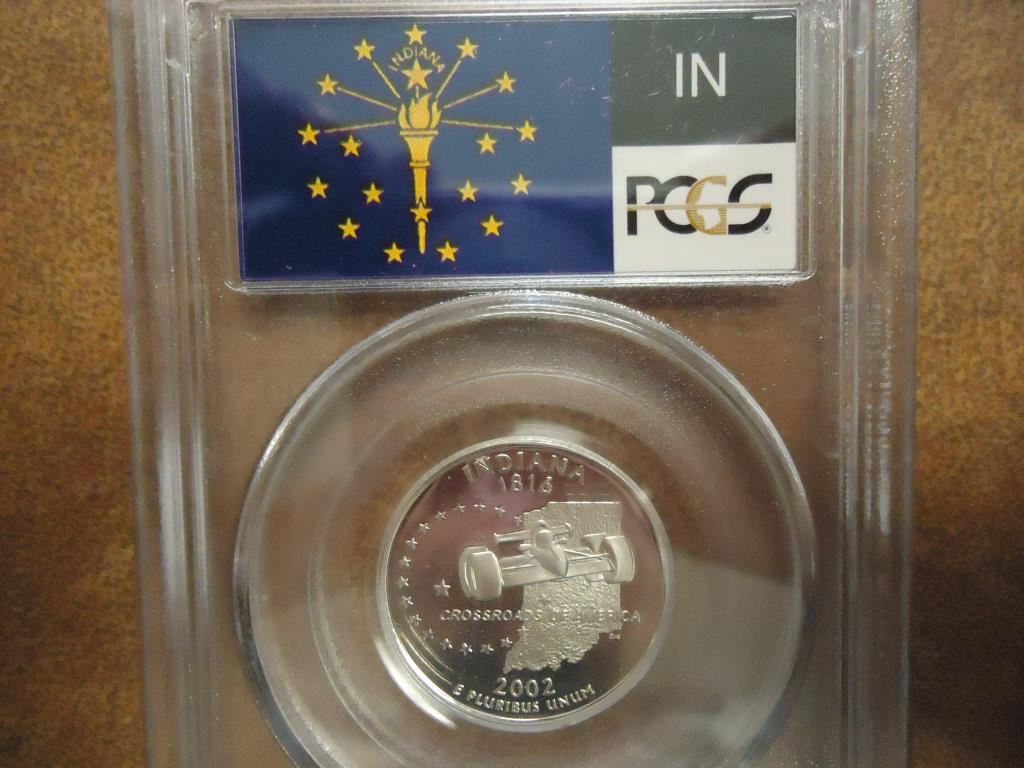 INDIANA
IN
PCGS
INDIANA
1816
CROSSROADS OF AMERICA
2002
E PLURIBUS UNUM